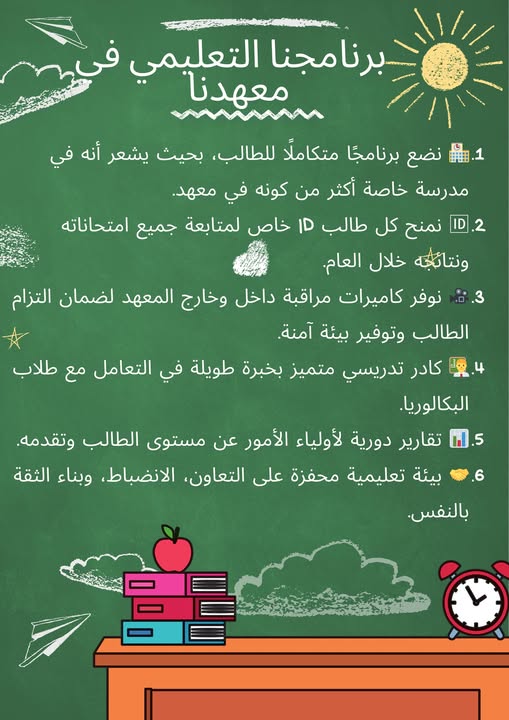 برنامجنا التعليمي في
معهدنا
1. 🏫 نضع برنامجًا متكاملًا للطالب، بحيث يشعر أنه في
مدرسة خاصة أكثر من كونه في معهد.
2. 🆔 نمنح كل طالب ID خاص لمتابعة جميع امتحاناته
ونتائجه خلال العام.
3. 🎥 نوفر كاميرات مراقبة داخل وخارج المعهد لضمان التزام
الطالب وتوفير بيئة آمنة.
4. 👨‍🏫 كادر تدريسي متميز بخبرة طويلة في التعامل مع طلاب
البكالوريا.
5. 📊 تقارير دورية لأولياء الأمور عن مستوى الطالب وتقدمه.
6. 🤝 بيئة تعليمية محفزة على التعاون، الانضباط، وبناء الثقة
بالنفس.